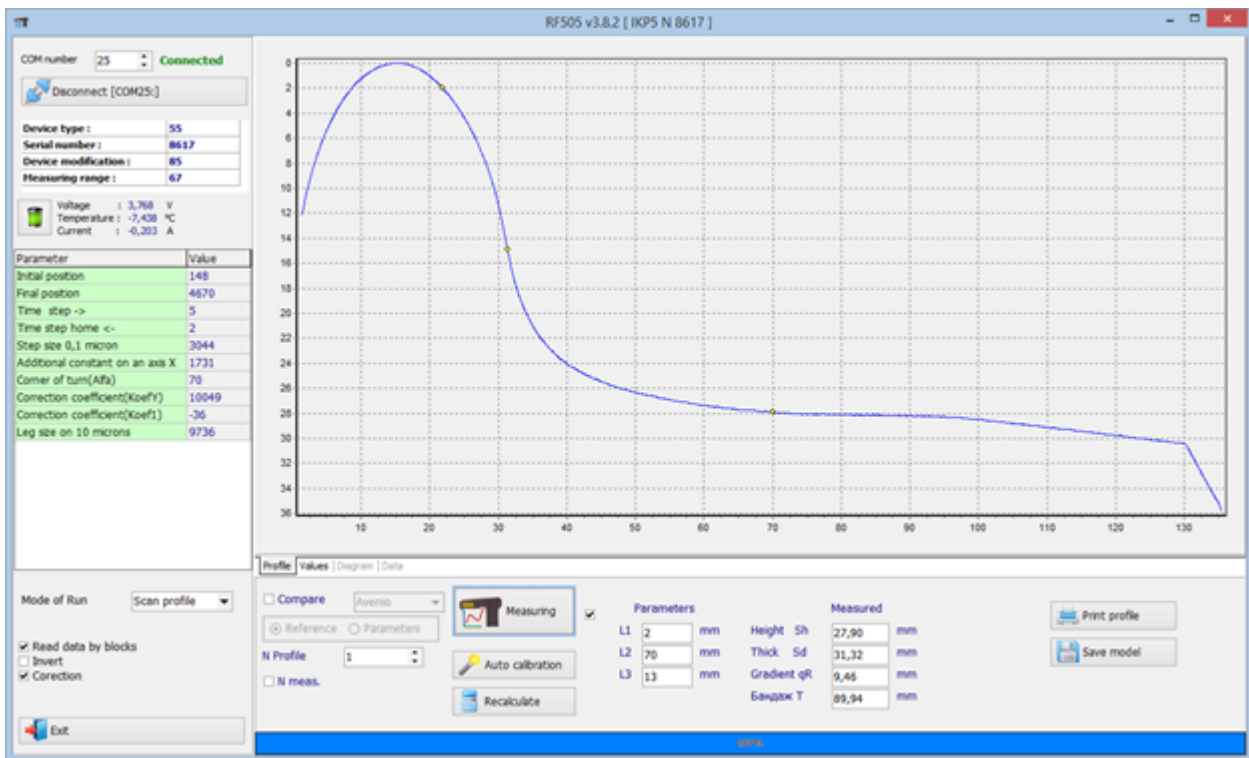 RF505 v3.8.2 [ IKP5 N 8617 ]
COM number 25 Connected
Disconnect [COM25:]
Device type : 55
Serial number : 8617
Device modification : 85
Measuring range : 67
Voltage : 3,768 V
Temperature : -7,438 °C
Current : -0,203 A
Parameter Value
Initial position 148
Final position 4670
Time step -> 5
Time step home <- 2
Step size 0,1 micron 3044
Additional constant on an axis X 1731
Corner of turn(Alfa) 70
Correction coefficient(KoefY) 10049
Correction coefficient(Koef1) -36
Leg size on 10 microns 9736
Mode of Run Scan profile
Read data by blocks
Invert
Corection
Exit
0
2
4
6
8
10
12
14
16
18
20
22
24
26
28
30
32
34
36
10 20 30 40 50 60 70 80 90 100 110 120 130
Profile Values Diagram Data
Compare Avenio
Reference Parameters
N Profile 1
N meas.
Measuring
Auto calibration
Recalculate
Parameters Measured
L1 2 mm Height Sh 27,90 mm
L2 70 mm Thick Sd 31,32 mm
L3 13 mm Gradient qR 9,46 mm
Бандаж T 89,94 mm
Print profile
Save model
100%